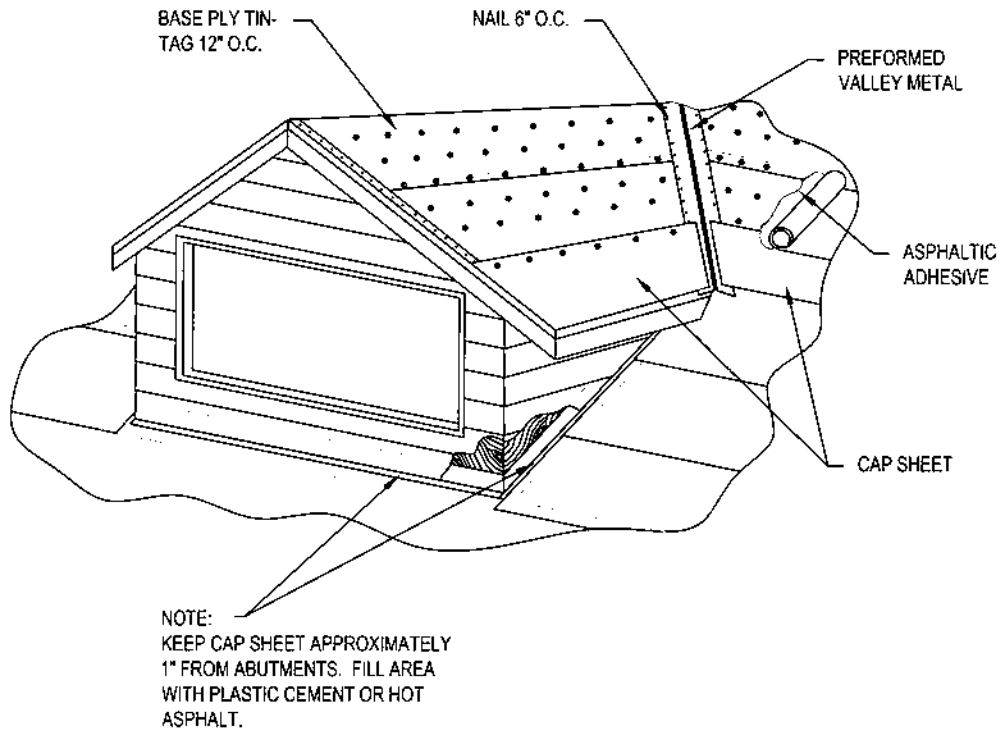 BASE PLY TIN-
TAG 12" O.C.
NAIL 6" O.C.
PREFORMED
VALLEY METAL
ASPHALTIC
ADHESIVE
CAP SHEET
NOTE:
KEEP CAP SHEET APPROXIMATELY
1" FROM ABUTMENTS. FILL AREA
WITH PLASTIC CEMENT OR HOT
ASPHALT.